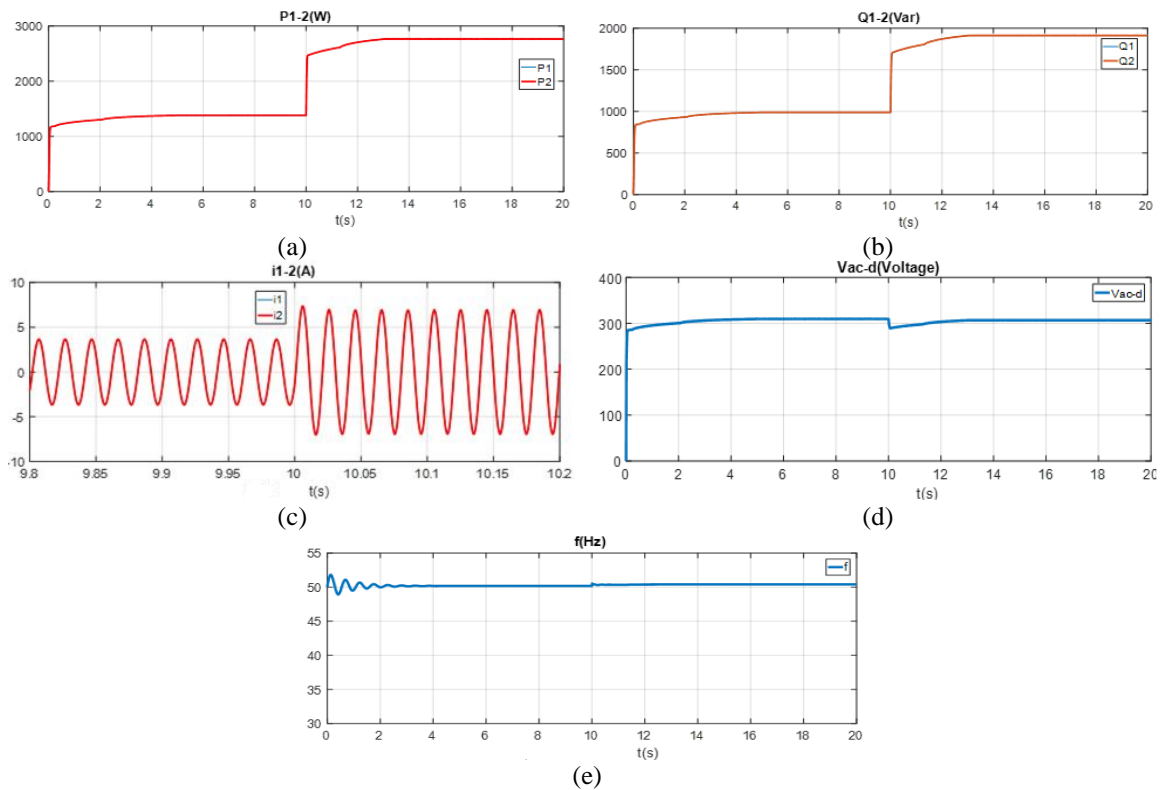 P1-2(W)
3000
2000
1000
0
P1
P2
0 2 4 6 8 10 12 14 16 18 20
t(s)
(a)
Q1-2(Var)
2000
1500
1000
500
0
Q1
Q2
0 2 4 6 8 10 12 14 16 18 20
t(s)
(b)
i1-2(A)
10
5
0
-5
-10
i1
i2
9.8 9.85 9.9 9.95 10 10.05 10.1 10.15 10.2
t(s)
(c)
Vac-d(Voltage)
400
300
200
100
0
Vac-d
0 2 4 6 8 10 12 14 16 18 20
t(s)
(d)
f(Hz)
55
50
45
40
35
30
f
0 2 4 6 8 10 12 14 16 18 20
t(s)
(e)